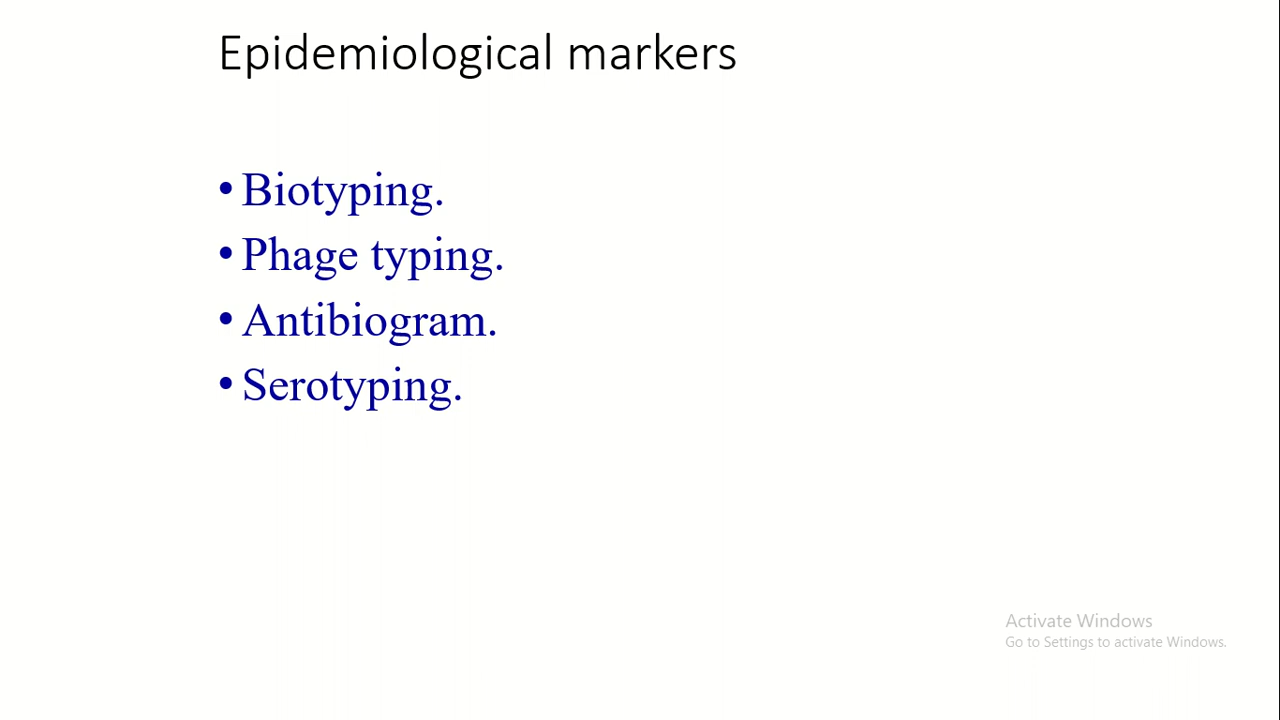 Epidemiological markers
• Biotyping.
• Phage typing.
• Antibiogram.
• Serotyping.
Activate Windows
Go to Settings to activate Windows.